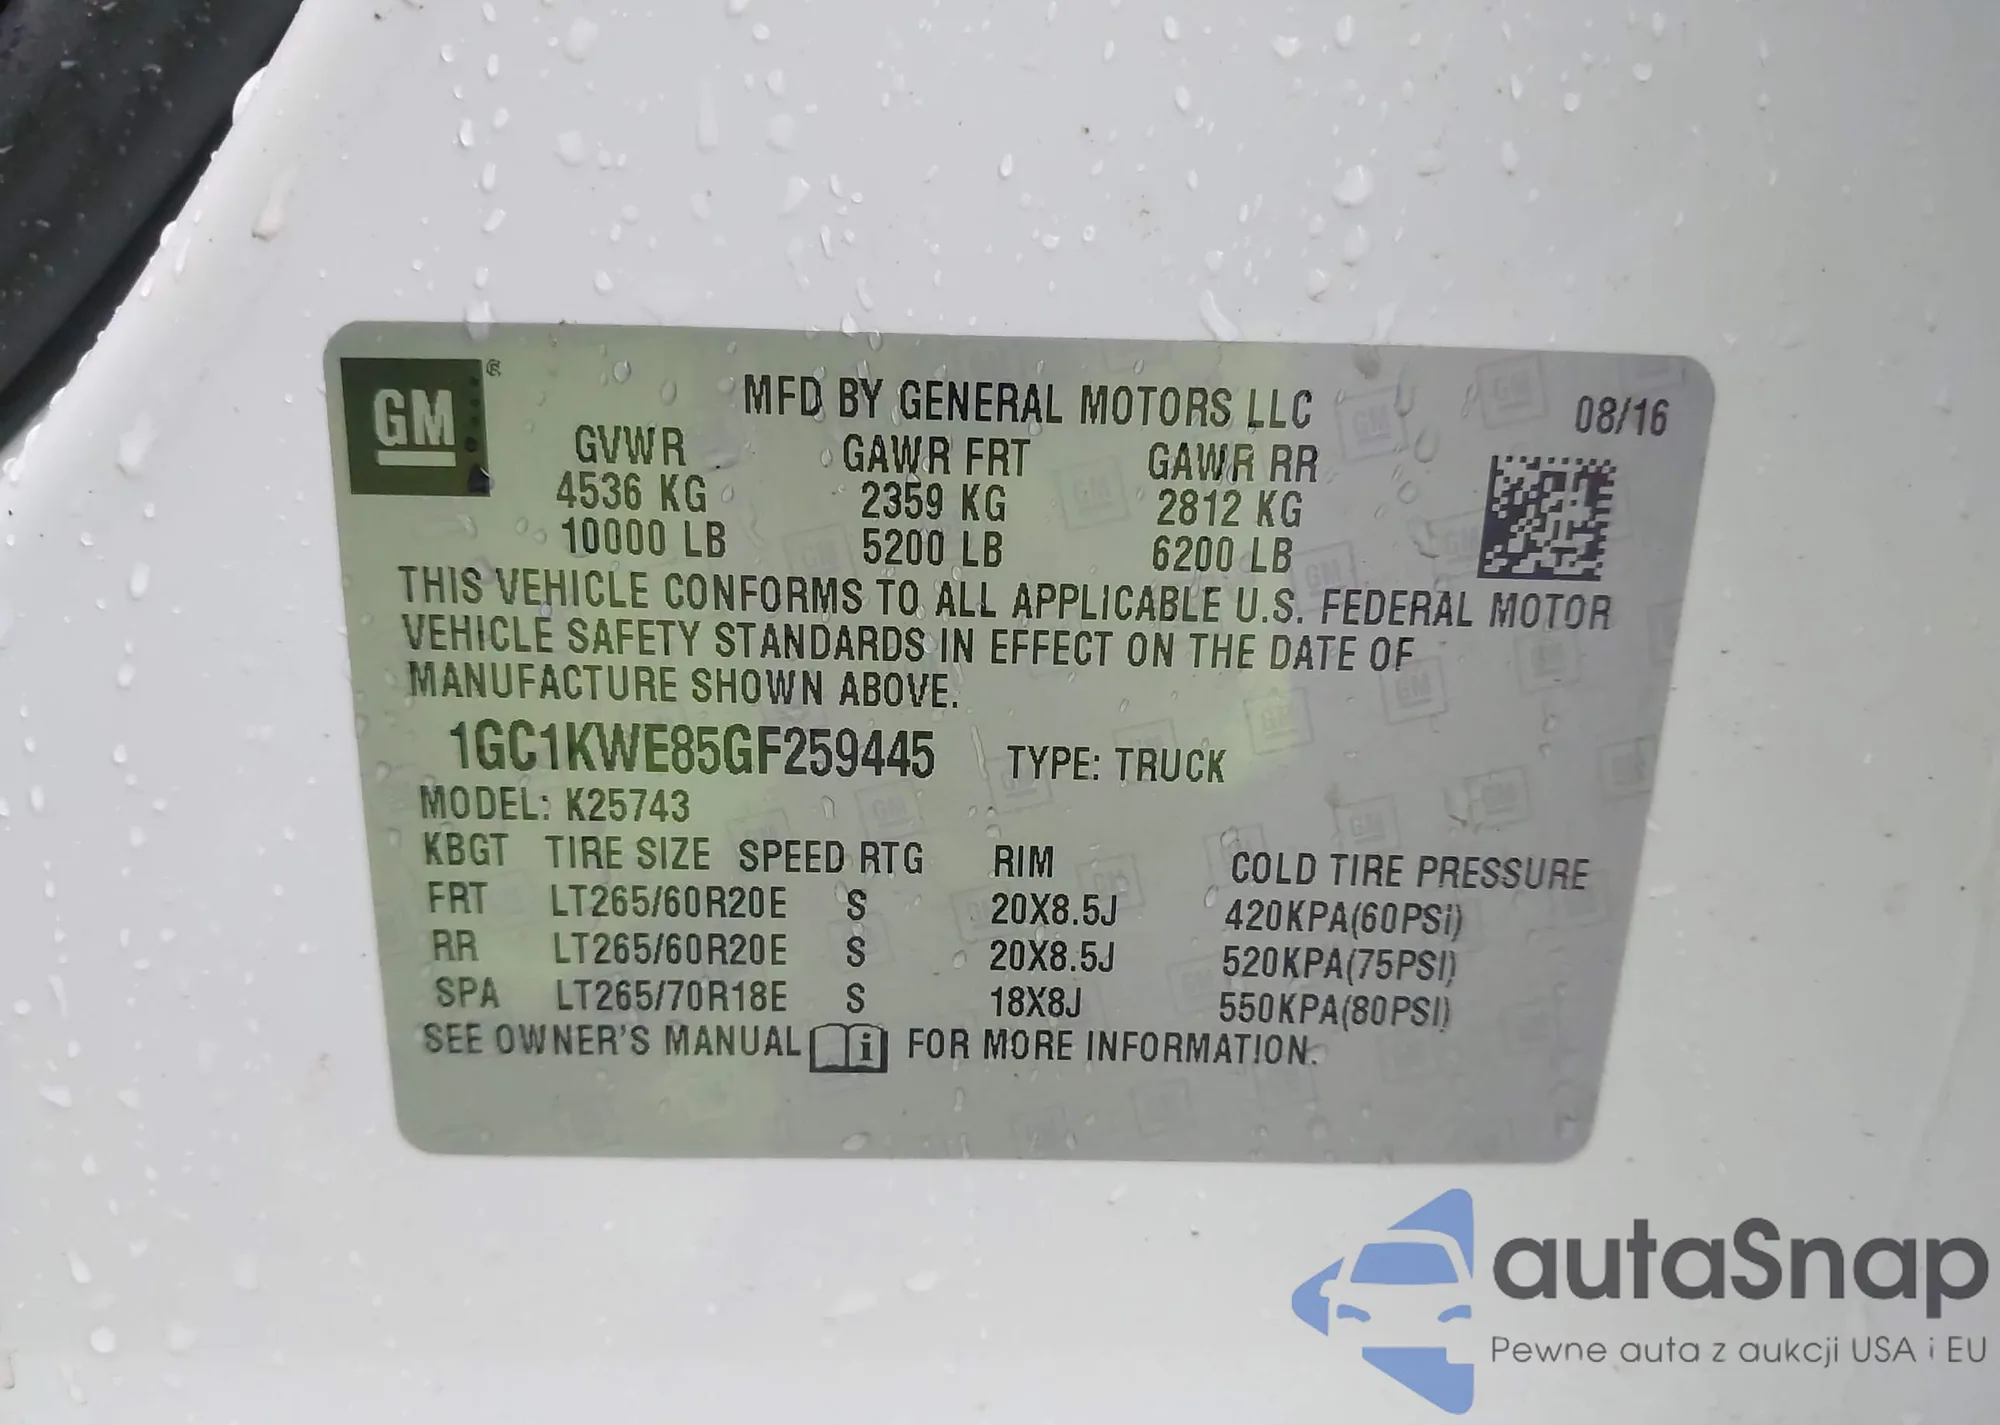 GM ®
MFD BY GENERAL MOTORS LLC 08/16
GVWR GAWR FRT GAWR RR
4536 KG 2359 KG 2812 KG
10000 LB 5200 LB 6200 LB
THIS VEHICLE CONFORMS TO ALL APPLICABLE U.S. FEDERAL MOTOR
VEHICLE SAFETY STANDARDS IN EFFECT ON THE DATE OF
MANUFACTURE SHOWN ABOVE.
1GC1KWE85GF259445 TYPE: TRUCK
MODEL: K25743
KBGT TIRE SIZE SPEED RTG RIM COLD TIRE PRESSURE
FRT LT265/60R20E S 20X8.5J 420KPA(60PSi)
RR LT265/60R20E S 20X8.5J 520KPA(75PSI)
SPA LT265/70R18E S 18X8J 550KPA(80PSI)
SEE OWNER'S MANUAL i FOR MORE INFORMATION.
autaSnap
Pewne auta z aukcji USA i EU